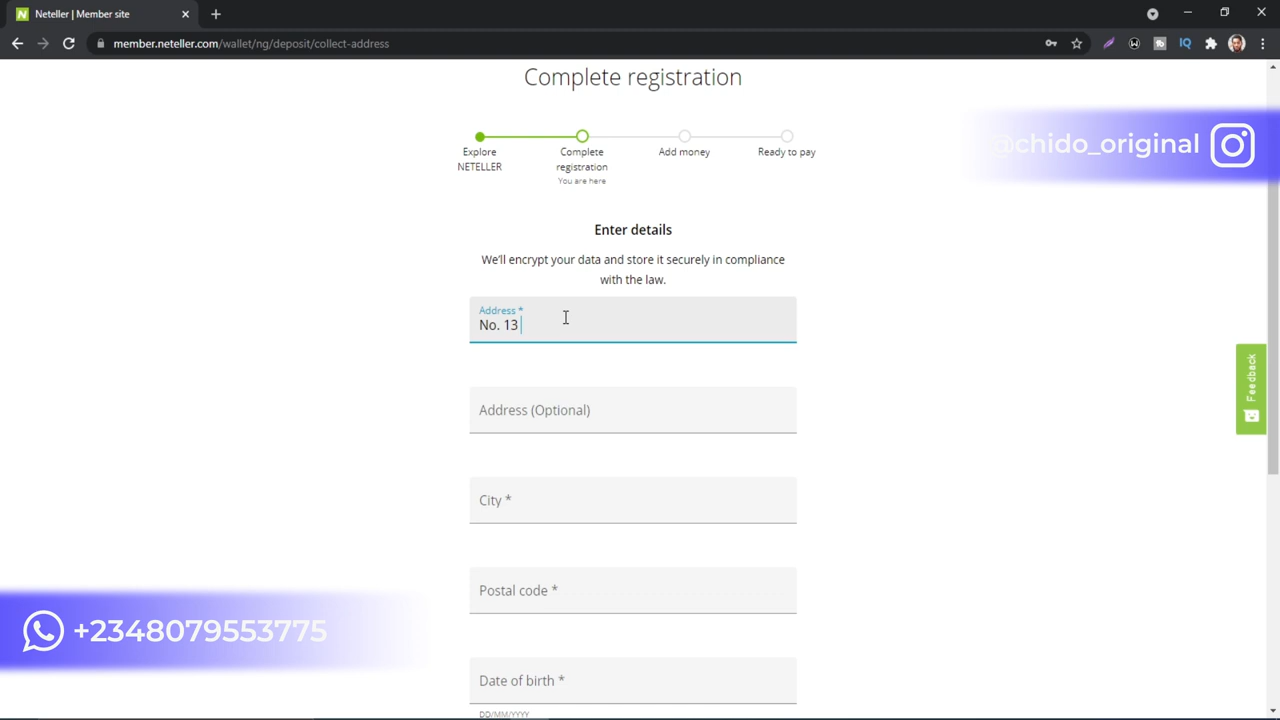 Neteller | Member site
member.neteller.com/wallet/ng/deposit/collect-address
IQ
Complete registration
Explore
NETELLER
Complete
registration
You are here
Add money
Ready to pay
@chido_original
Enter details
We'll encrypt your data and store it securely in compliance
with the law.
Address *
No. 13
Address (Optional)
City *
Postal code *
Date of birth *
DD/MM/YYYY
Feedback
+2348079553775